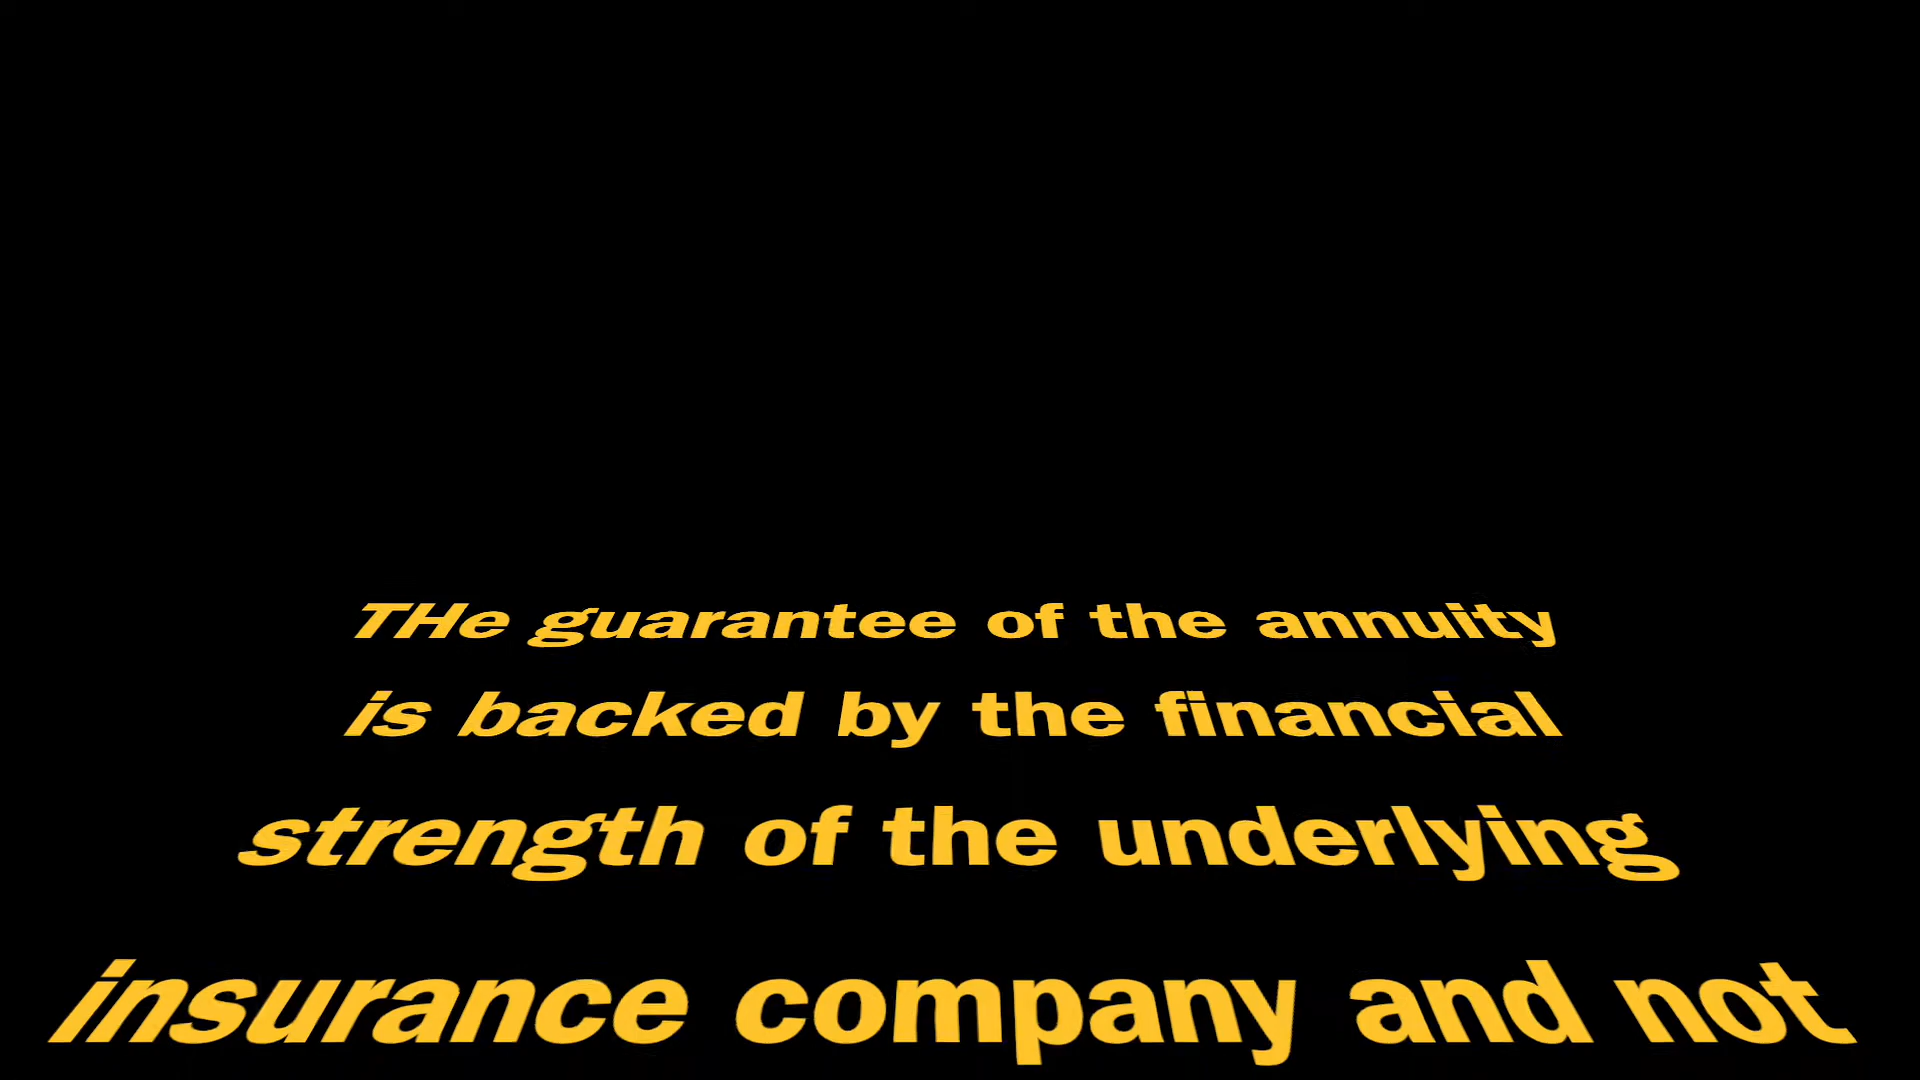 THe guarantee of the annuity
is backed by the financial
strength of the underlying
insurance company and not